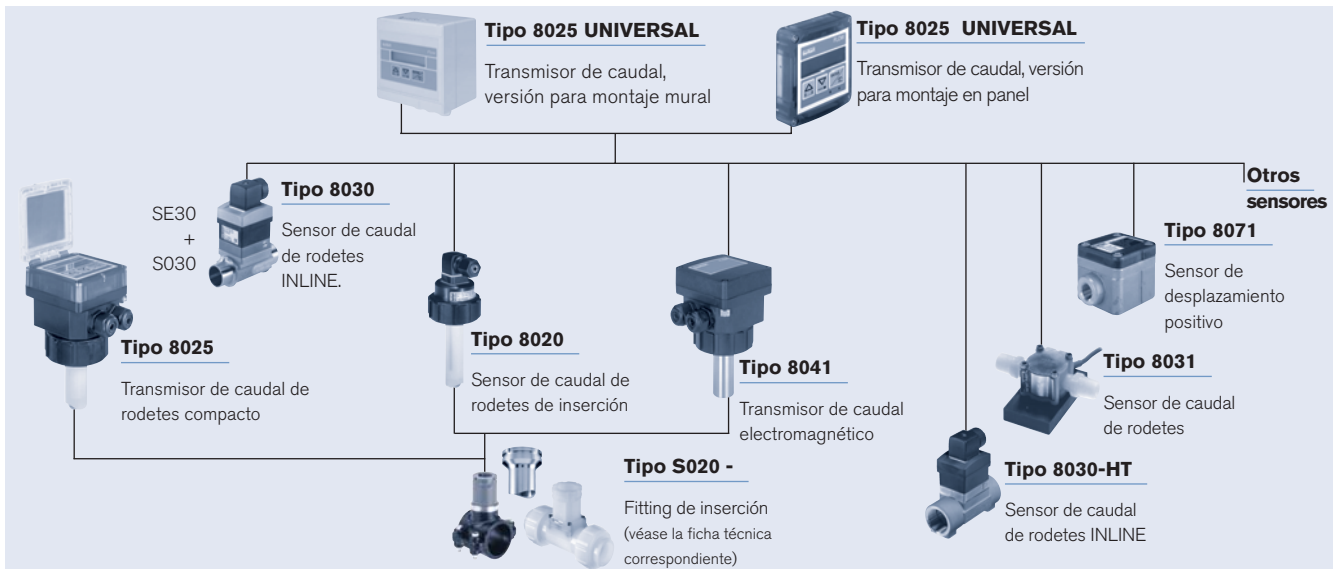 Tipo 8025 UNIVERSAL
Transmisor de caudal,
versión para montaje mural
Tipo 8025 UNIVERSAL
Transmisor de caudal, versión
para montaje en panel
SE30
+
S030
Tipo 8030
Sensor de caudal
de rodetes
INLINE.
Otros
sensores
Tipo 8071
Sensor de
desplazamiento
positivo
Tipo 8025
Transmisor de caudal de
rodetes compacto
Tipo 8020
Sensor de caudal de
rodetes de inserción
Tipo 8041
Transmisor de caudal
electromagnético
Tipo 8031
Sensor de caudal
de rodetes
Tipo S020 -
Fitting de inserción
(véase la ficha técnica
correspondiente)
Tipo 8030-HT
Sensor de caudal
de rodetes INLINE